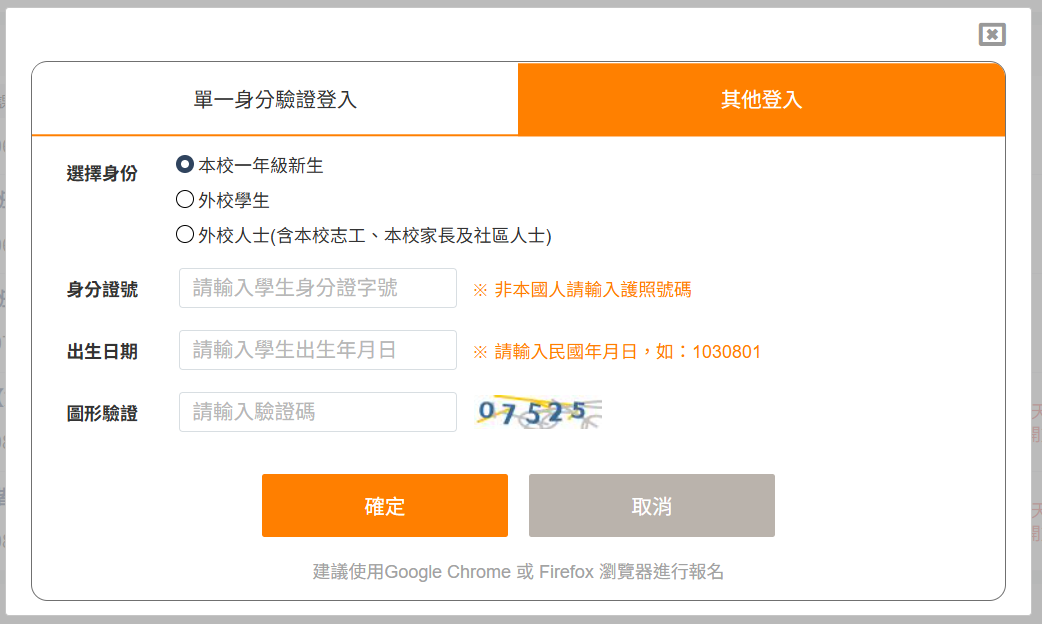 單一身分驗證登入 其他登入
選擇身份 本校一年級新生
外校學生
外校人士(含本校志工、本校家長及社區人士)
身分證號 請輸入學生身分證字號 ※ 非本國人請輸入護照號碼
出生日期 請輸入學生出生年月日 ※ 請輸入民國年月日，如：1030801
圖形驗證 請輸入驗證碼 07525
確定 取消
建議使用Google Chrome 或 Firefox 瀏覽器進行報名